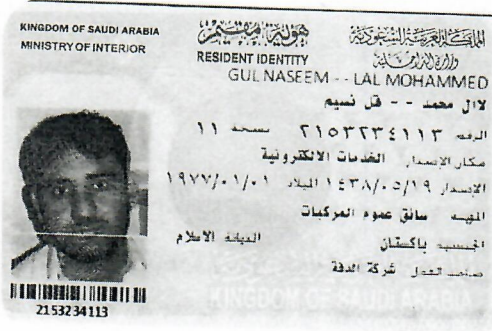 KINGDOM OF SAUDI ARABIA
MINISTRY OF INTERIOR
هوية مقيم
RESIDENT IDENTITY
المملكة العربية السعودية
وزارة الداخلية
GUL NASEEM -- LAL MOHAMMED
لاال محمد -- قل نسيم
الرقم ٢١٥٣٢٣٤١١٣ نسخة ١١
مكان الإصدار الخدمات الالكترونية
الإصدار ١٤٣٨/٠٥/١٩ الميلاد ١٩٧٧/٠١/٠١
المهنة سائق عموم المركبات
الجنسية باكستان الديانة الاسلام
صاحب العمل شركة الدفة
KINGDOM OF SAUDI ARABIA
2153234113